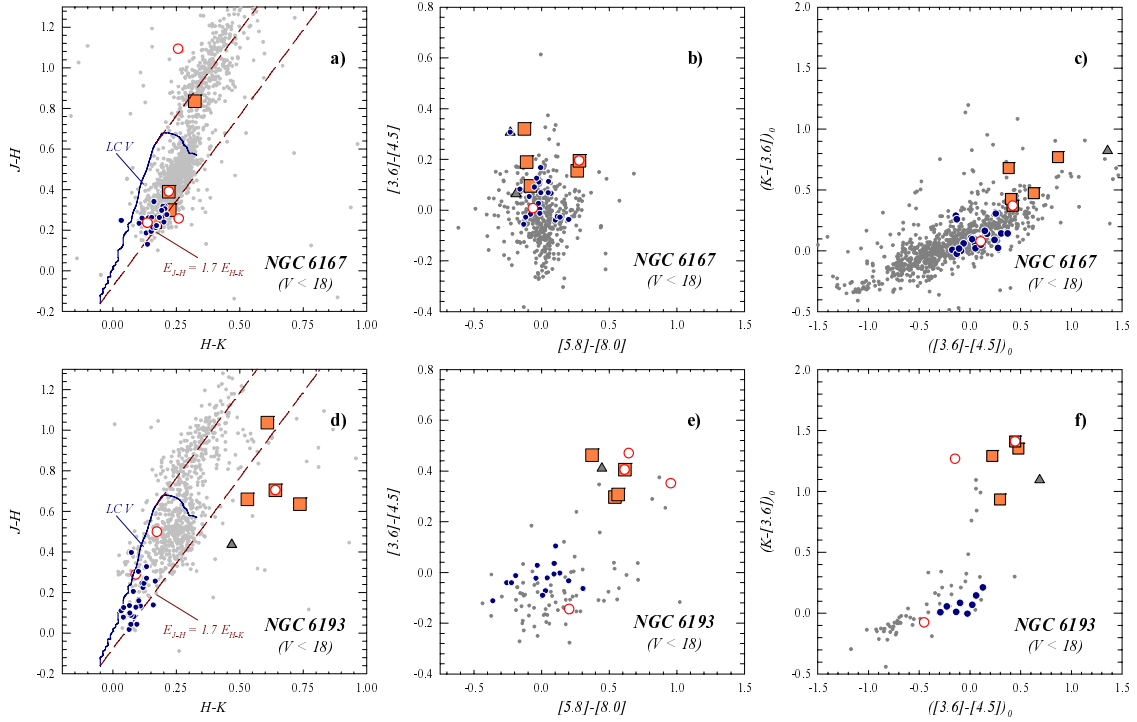 1.2
1.0
0.8
0.6
0.4
0.2
0.0
-0.2
J-H
a)
LC V
E J-H = 1.7 E H-K
NGC 6167
(V < 18)
0.00 0.25 0.50 0.75 1.00
H-K
0.8
0.6
0.4
0.2
0.0
-0.2
-0.4
[3.6]-[4.5]
b)
NGC 6167
(V < 18)
-0.5 0.0 0.5 1.0 1.5
[5.8]-[8.0]
2.0
1.5
1.0
0.5
0.0
-0.5
(K-[3.6])0
c)
NGC 6167
(V < 18)
-1.5 -1.0 -0.5 0.0 0.5 1.0 1.5
([3.6]-[4.5])0
1.2
1.0
0.8
0.6
0.4
0.2
0.0
-0.2
J-H
d)
LC V
E J-H = 1.7 E H-K
NGC 6193
(V < 18)
0.00 0.25 0.50 0.75 1.00
H-K
0.8
0.6
0.4
0.2
0.0
-0.2
-0.4
[3.6]-[4.5]
e)
NGC 6193
(V < 18)
-0.5 0.0 0.5 1.0 1.5
[5.8]-[8.0]
2.0
1.5
1.0
0.5
0.0
-0.5
(K-[3.6])0
f)
NGC 6193
(V < 18)
-1.5 -1.0 -0.5 0.0 0.5 1.0 1.5
([3.6]-[4.5])0